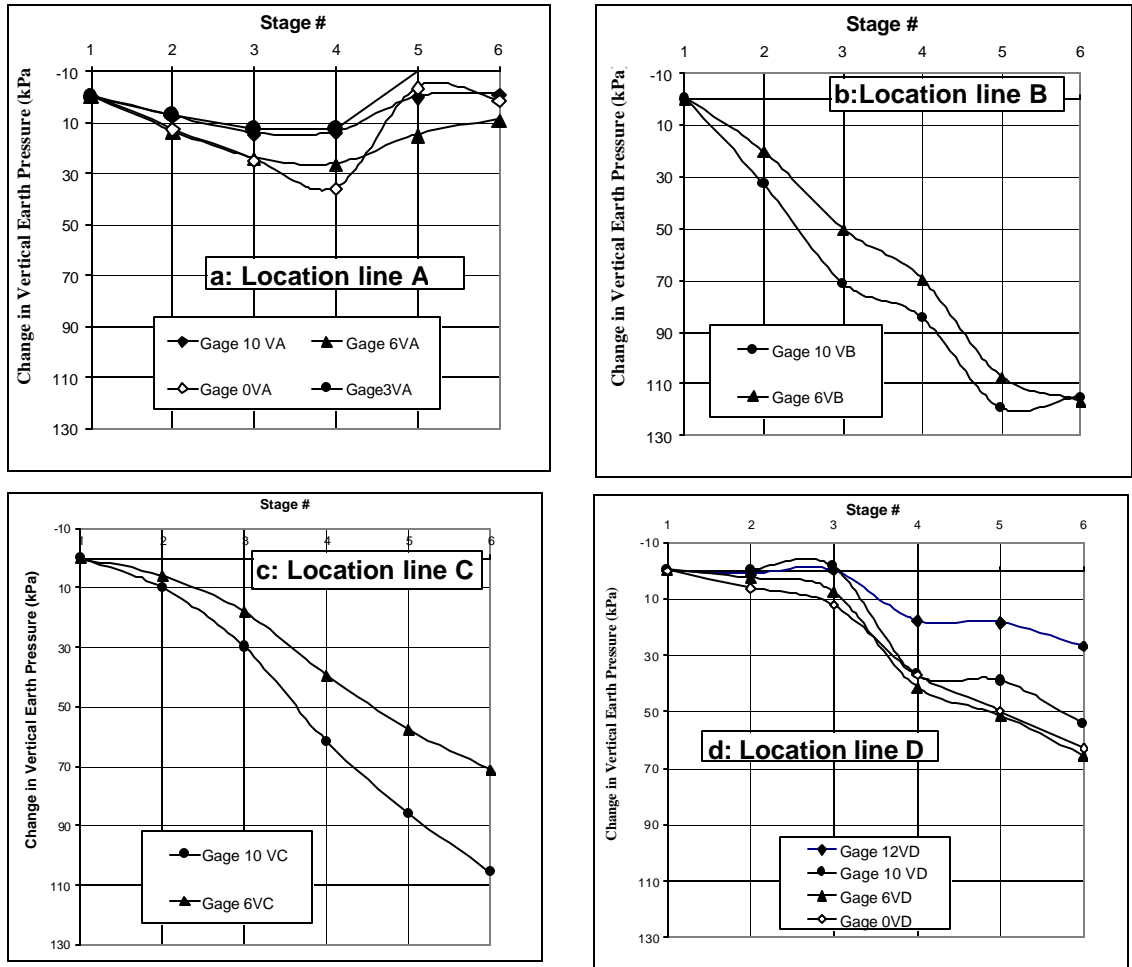 Stage #
1 2 3 4 5 6
-10
10
30
50
70
90
110
130
Change in Vertical Earth Pressure (kPa
a: Location line A
Gage 10 VA Gage 6VA
Gage 0VA Gage3VA
Stage #
1 2 3 4 5 6
-10
10
30
50
70
90
110
130
Change in Vertical Earth Pressure (kPa
b:Location line B
Gage 10 VB
Gage 6VB
Stage #
1 2 3 4 5 6
-10
10
30
50
70
90
110
130
Change in Vertical Earth Pressure (kPa)
c: Location line C
Gage 10 VC
Gage 6VC
Stage #
1 2 3 4 5 6
-10
10
30
50
70
90
110
130
Change in Vertical Earth Pressure (kPa)
d: Location line D
Gage 12VD
Gage 10 VD
Gage 6VD
Gage 0VD